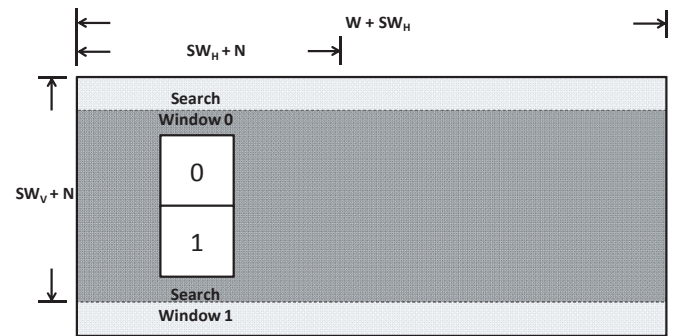 W + SW_H
SW_H + N
Search
Window 0
0
SW_V + N
1
Search
Window 1